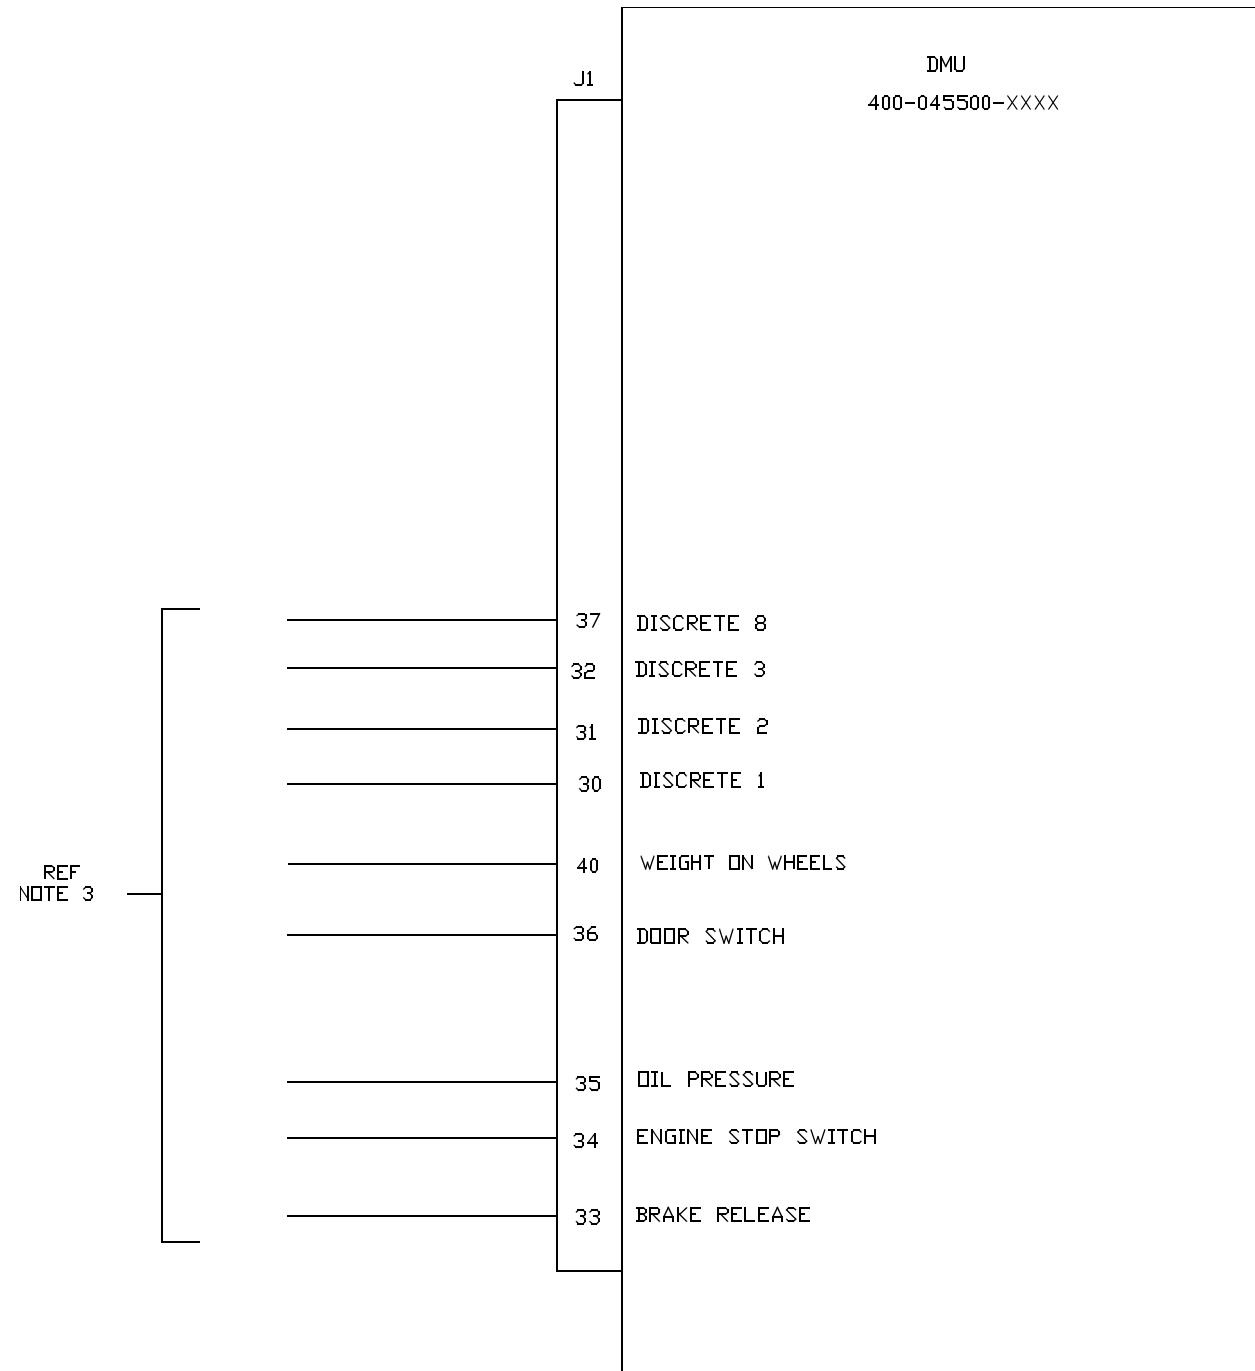 DMU
J1
400-045500-XXXX
37 DISCRETE 8
32 DISCRETE 3
31 DISCRETE 2
30 DISCRETE 1
40 WEIGHT ON WHEELS
REF
NOTE 3
36 DOOR SWITCH
35 OIL PRESSURE
34 ENGINE STOP SWITCH
33 BRAKE RELEASE